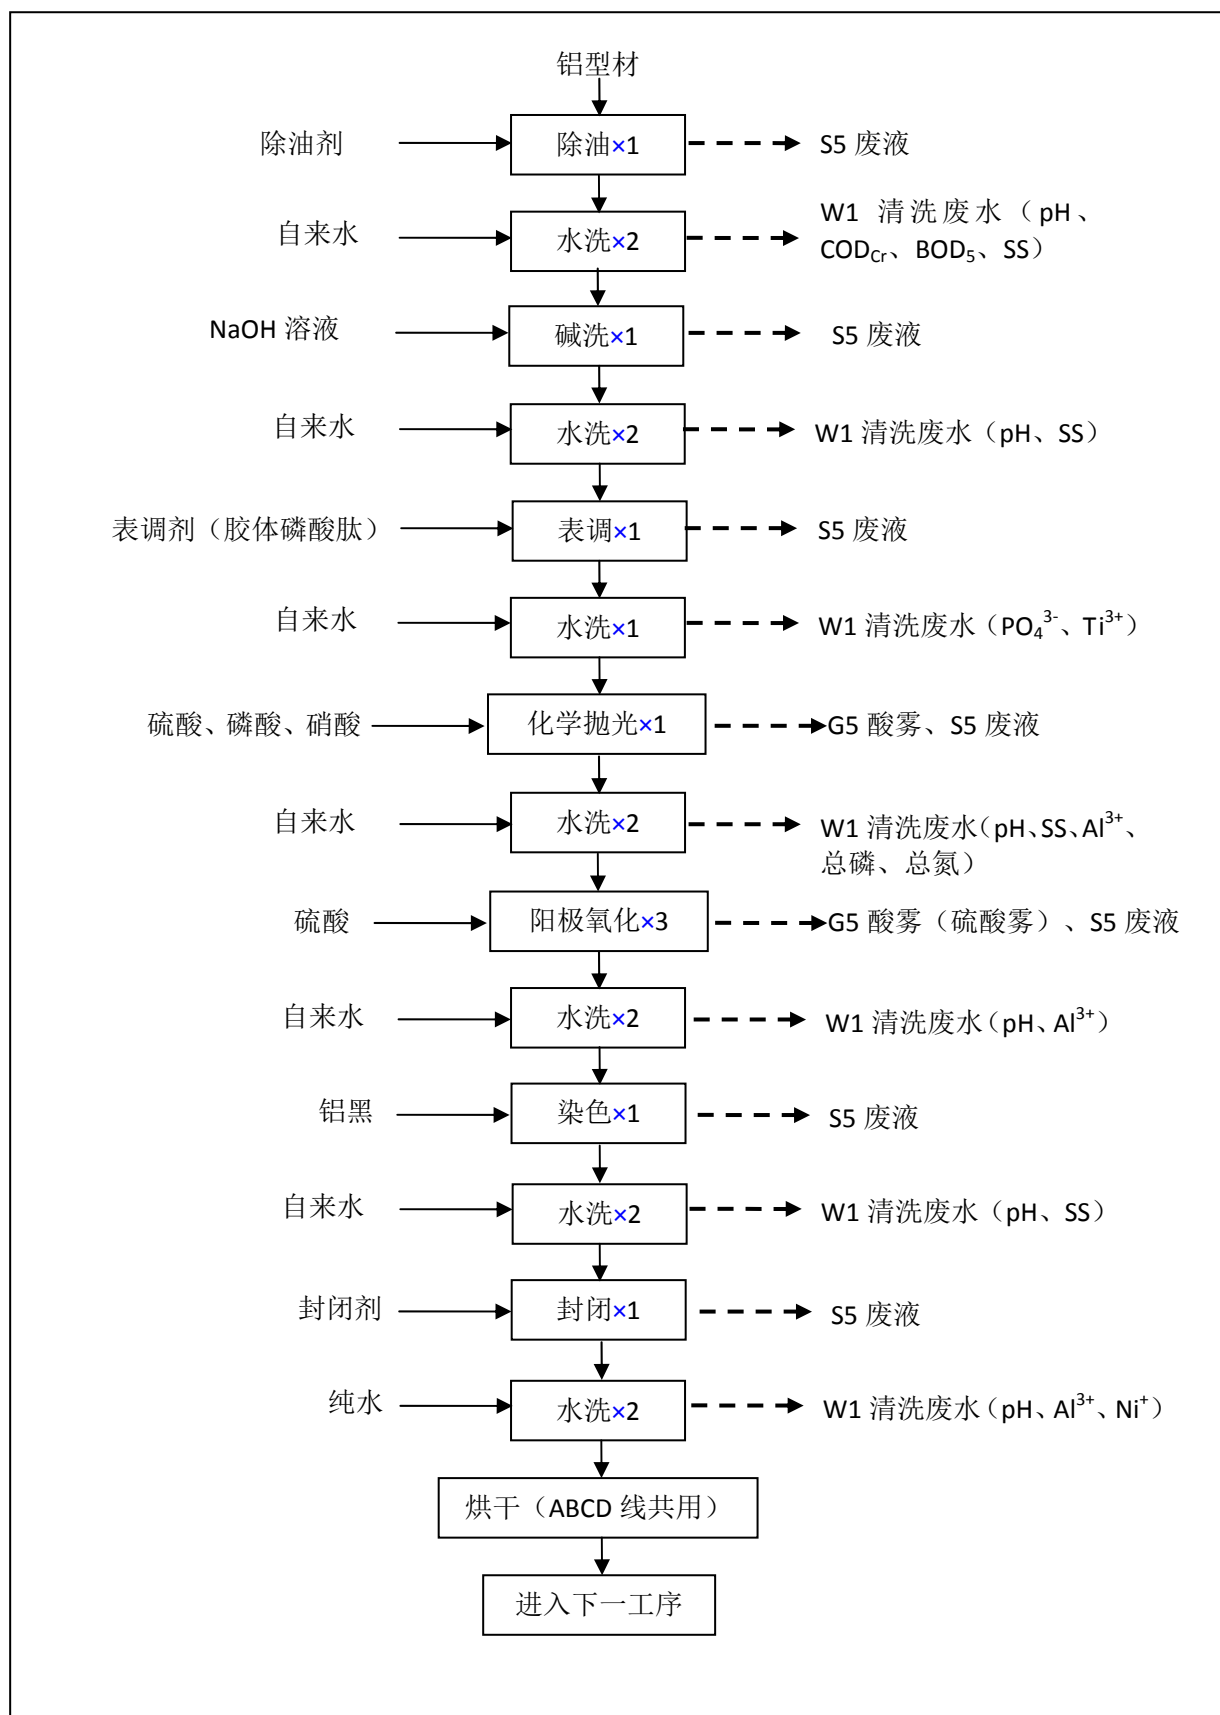 铝型材
除油剂
除油×1
S5 废液
自来水
水洗×2
W1 清洗废水（pH、
COD_Cr、BOD_5、SS）
NaOH 溶液
碱洗×1
S5 废液
自来水
水洗×2
W1 清洗废水（pH、SS）
表调剂（胶体磷酸肽）
表调×1
S5 废液
自来水
水洗×1
W1 清洗废水（PO₄³⁻、Ti³⁺）
硫酸、磷酸、硝酸
化学抛光×1
G5 酸雾、S5 废液
自来水
水洗×2
W1 清洗废水（pH、SS、Al³⁺、
总磷、总氮）
硫酸
阳极氧化×3
G5 酸雾（硫酸雾）、S5 废液
自来水
水洗×2
W1 清洗废水（pH、Al³⁺）
铝黑
染色×1
S5 废液
自来水
水洗×2
W1 清洗废水（pH、SS）
封闭剂
封闭×1
S5 废液
纯水
水洗×2
W1 清洗废水（pH、Al³⁺、Ni⁺）
烘干（ABCD 线共用）
进入下一工序